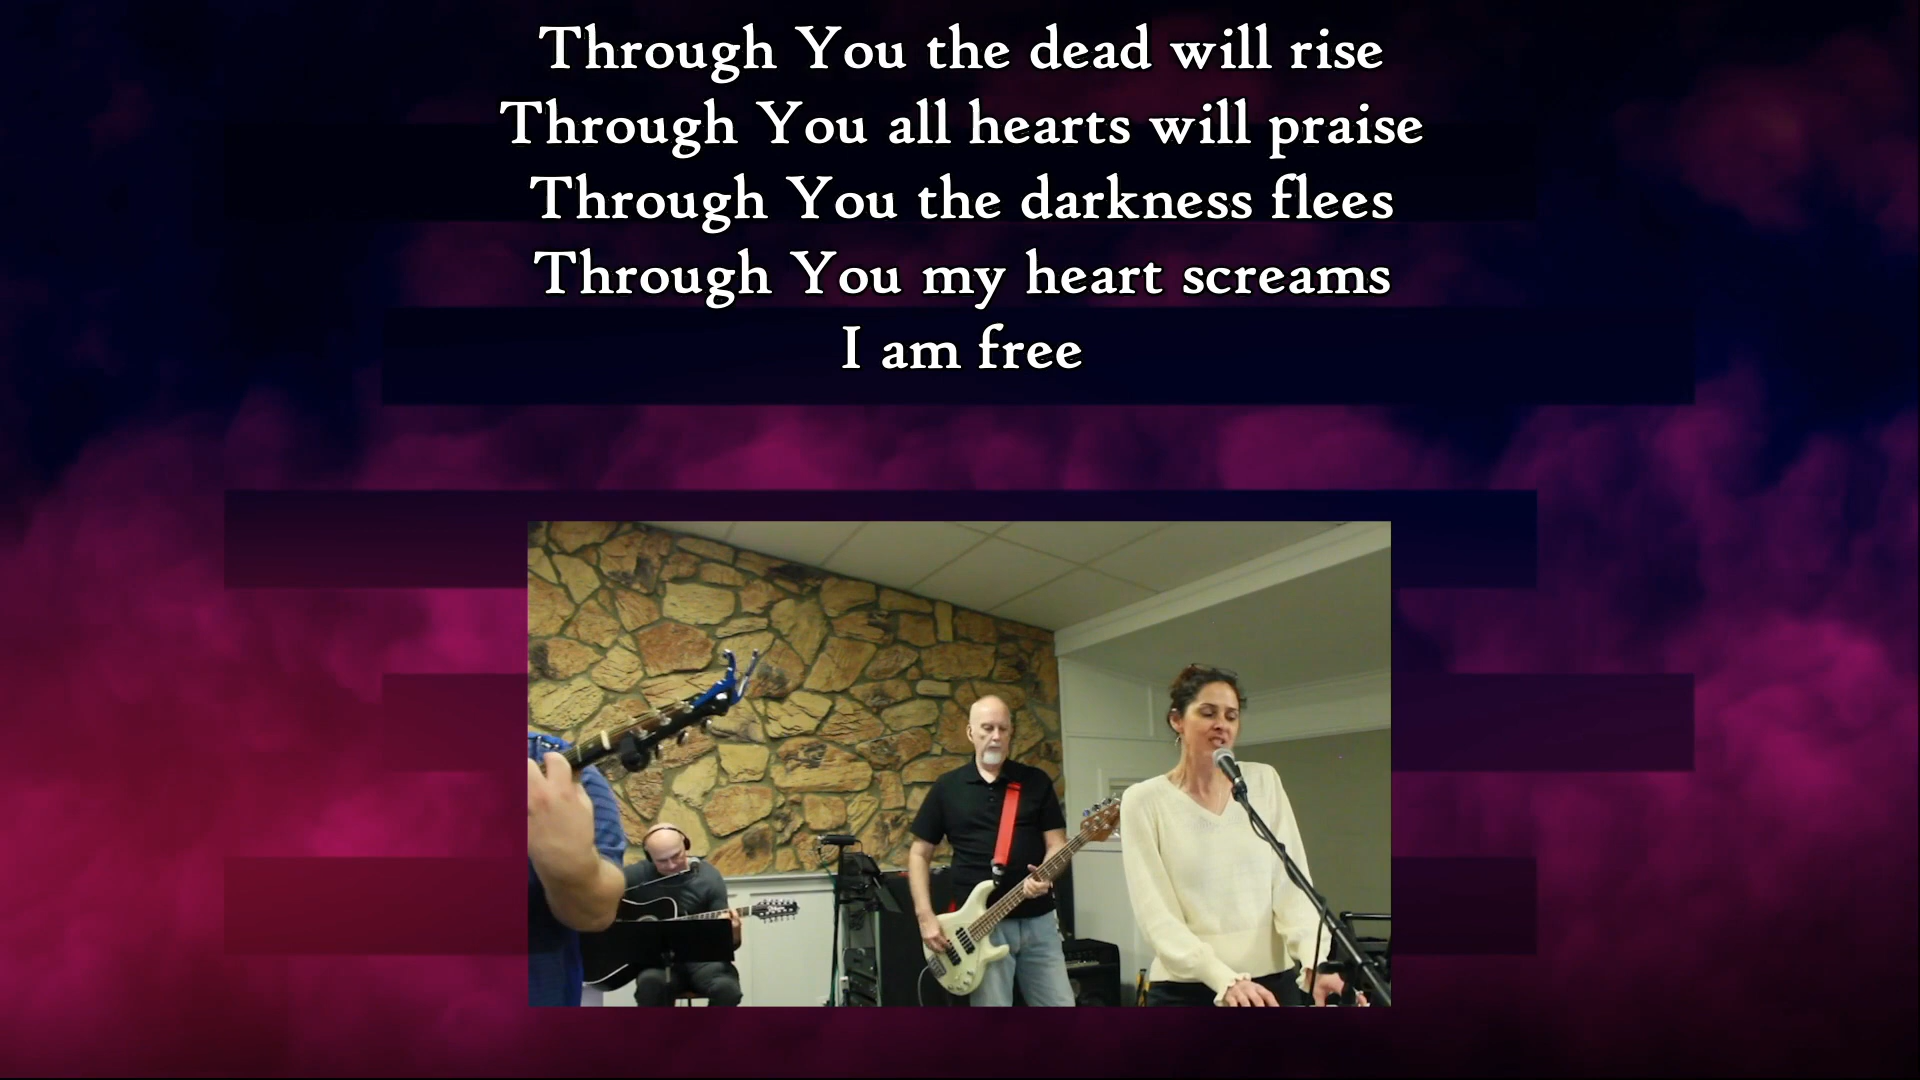 Through You the dead will rise
Through You all hearts will praise
Through You the darkness flees
Through You my heart screams
I am free